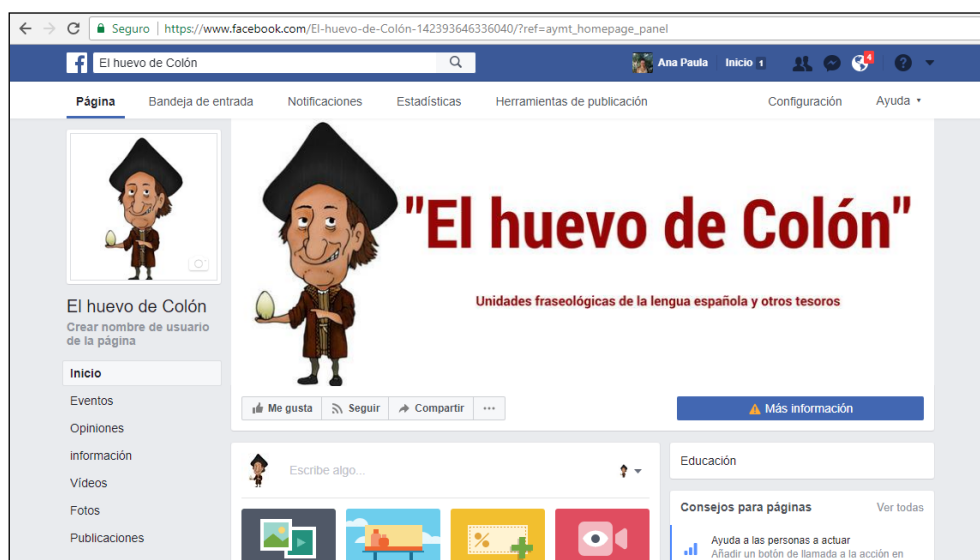 Seguro | https://www.facebook.com/El-huevo-de-Colón-142393646336040/?ref=aymt_homepage_panel
f El huevo de Colón Ana Paula Inicio 1 4 ?
Página Bandeja de entrada Notificaciones Estadísticas Herramientas de publicación Configuración Ayuda
"El huevo de Colón"
Unidades fraseológicas de la lengua española y otros tesoros
El huevo de Colón
Crear nombre de usuario
de la página
Inicio
Eventos
Opiniones
información
Vídeos
Fotos
Publicaciones
Me gusta Seguir Compartir ...
Más información
Escribe algo...
%
Educación
Consejos para páginas Ver todas
Ayuda a las personas a actuar
Añadir un botón de llamada a la acción en